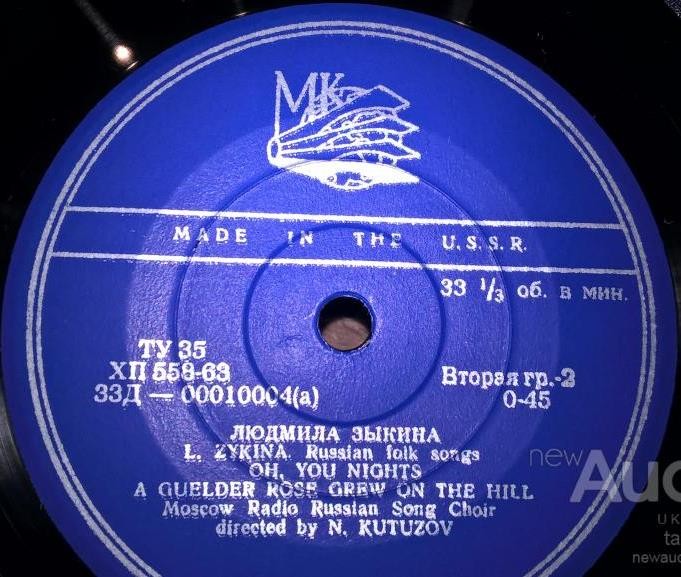 МК
MADE IN THE U.S.S.R.
33 1/3 об. в мин.
ТУ 35
ХП 558-63
33Д — 00010004(а)
Вторая гр.-2
0-45
ЛЮДМИЛА ЗЫКИНА
L. ZYKINA. Russian folk songs
OH, YOU NIGHTS
A GUELDER ROSE GREW ON THE HILL
Moscow Radio Russian Song Choir
directed by N. KUTUZOV
new